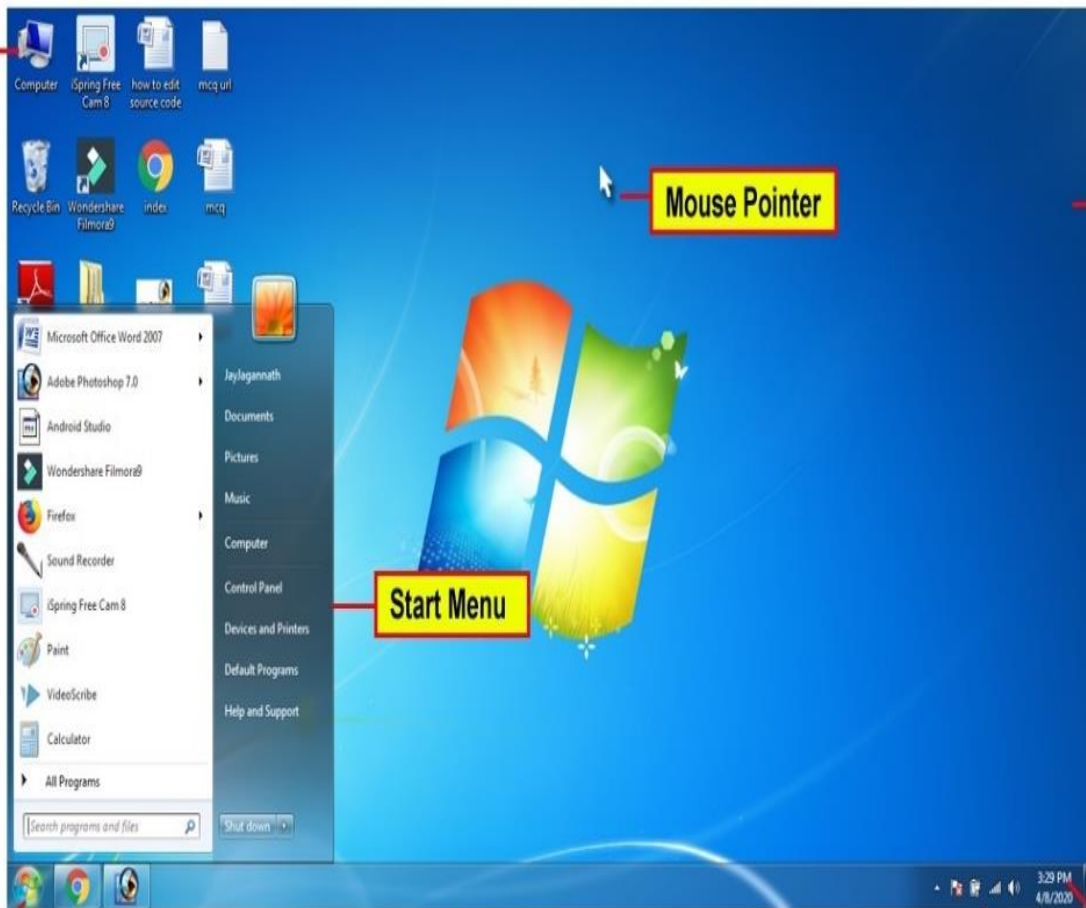 Computer
iSpring Free
Cam 8
how to edit
source code
mcq url
Recycle Bin
Wondershare
Filmora9
index
mcq
Mouse Pointer
Microsoft Office Word 2007
Adobe Photoshop 7.0
Android Studio
Wondershare Filmora9
Firefox
Sound Recorder
iSpring Free Cam 8
Paint
VideoScribe
Calculator
All Programs
Search programs and files
JayJagannath
Documents
Pictures
Music
Computer
Control Panel
Devices and Printers
Default Programs
Help and Support
Shut down
Start Menu
3:29 PM
4/8/2020